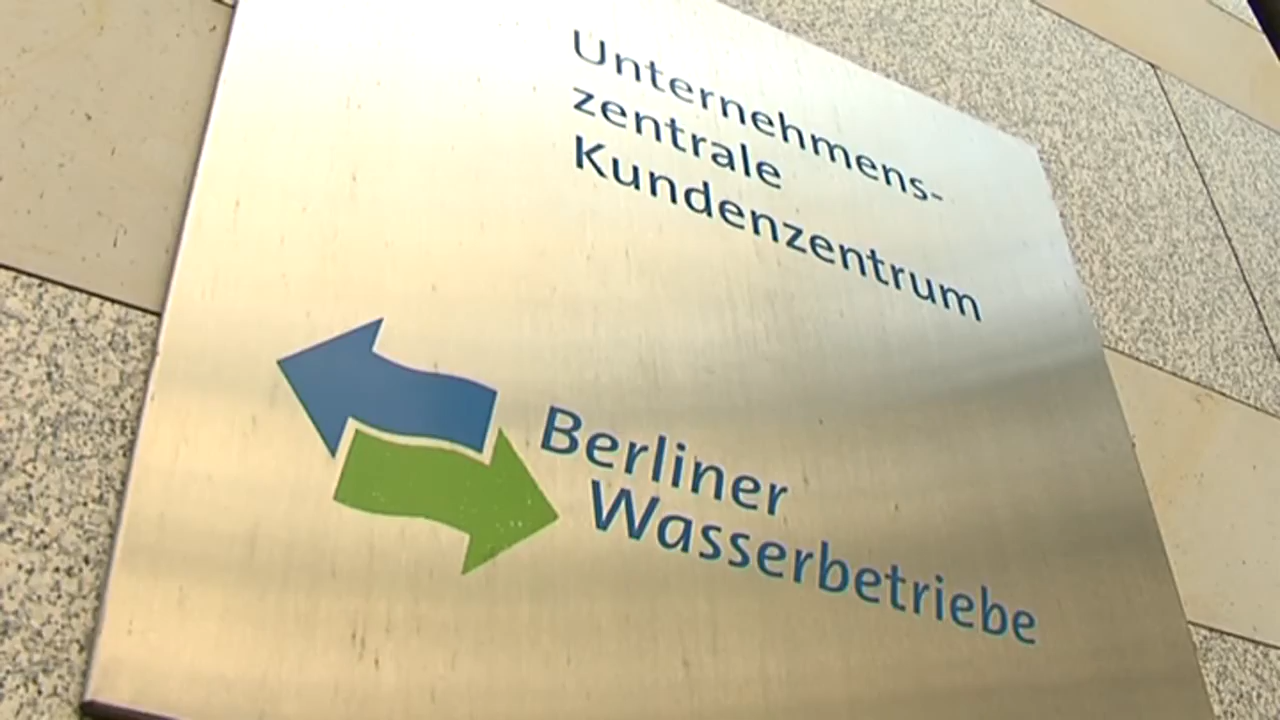 Unternehmens-
zentrale
Kundenzentrum
Berliner
Wasserbetriebe